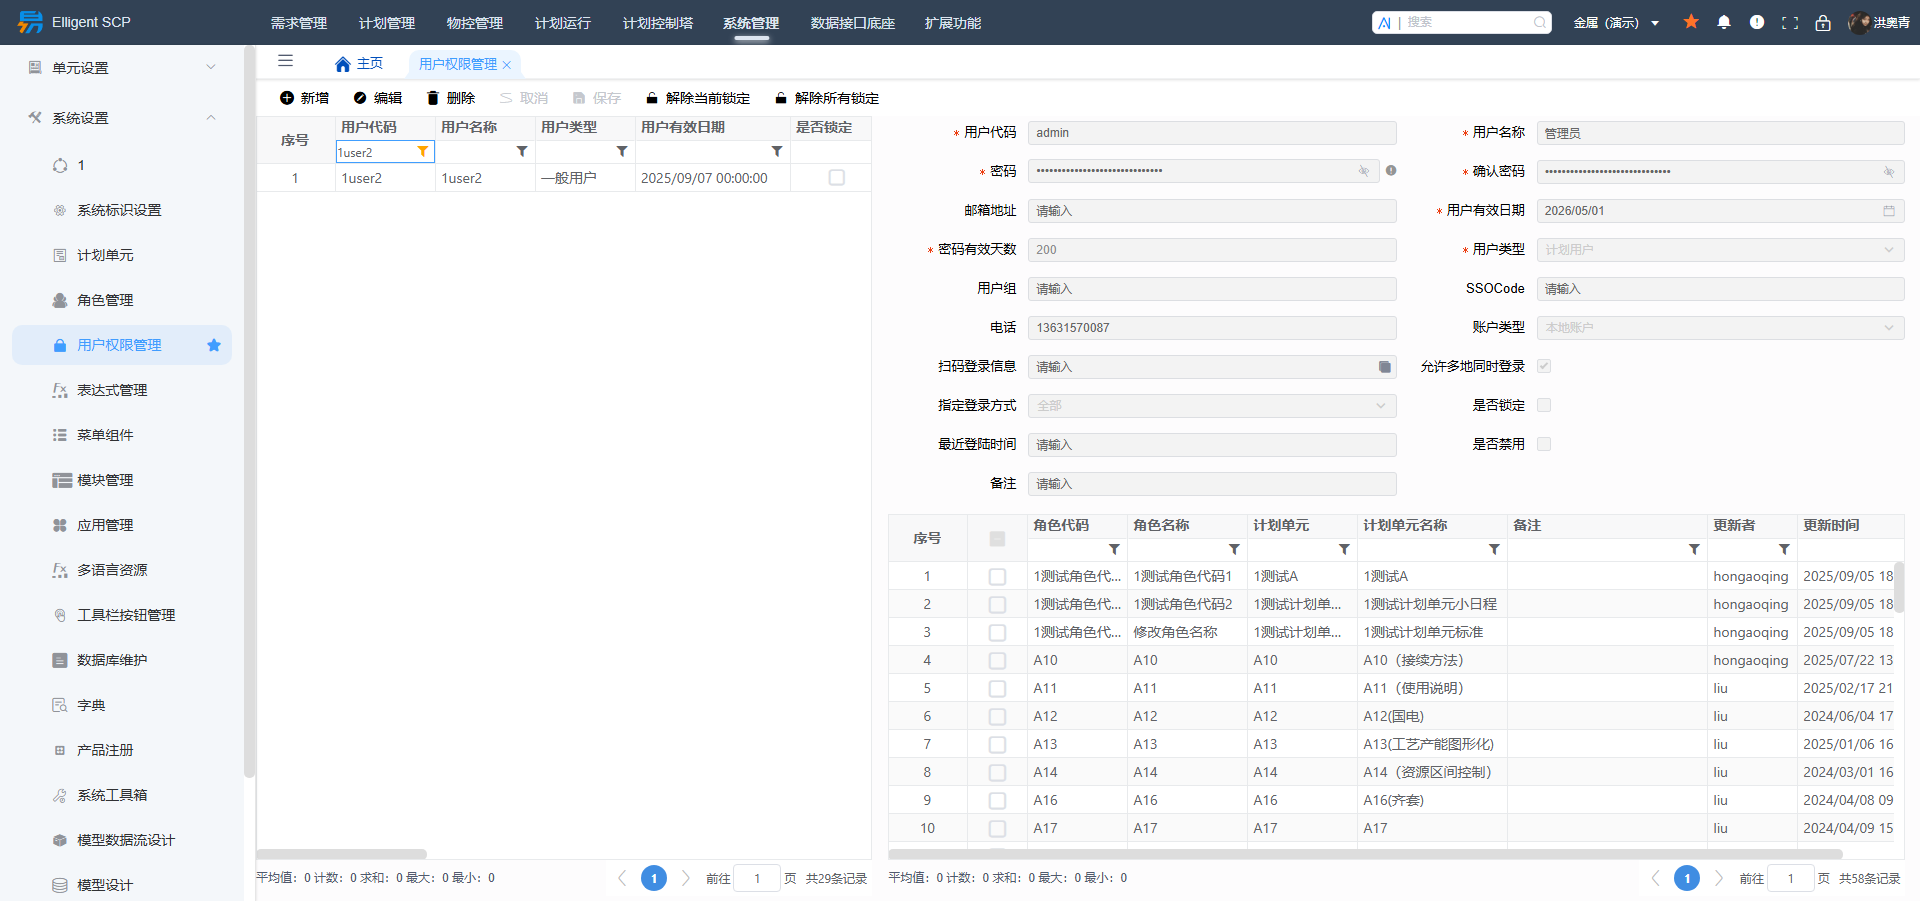 Elligent SCP
需求管理 计划管理 物控管理 计划运行 计划控制塔 系统管理 数据接口底座 扩展功能
AI | 搜索
金属（演示）
洪奥青
单元设置
系统设置
1
系统标识设置
计划单元
角色管理
用户权限管理
表达式管理
菜单组件
模块管理
应用管理
多语言资源
工具栏按钮管理
数据库维护
字典
产品注册
系统工具箱
模型数据流设计
模型设计
主页 用户权限管理
新增 编辑 删除 取消 保存 解除当前锁定 解除所有锁定
序号 用户代码 用户名称 用户类型 用户有效日期 是否锁定
1user2
1 1user2 1user2 一般用户 2025/09/07 00:00:00
平均值: 0 计数: 0 求和: 0 最大: 0 最小: 0
1 前往 1 页 共29条记录
* 用户代码 admin * 用户名称 管理员
* 密码 •••••••••••••••••••••••••••••• * 确认密码 ••••••••••••••••••••••••••••••
邮箱地址 请输入 * 用户有效日期 2026/05/01
* 密码有效天数 200 * 用户类型 计划用户
用户组 请输入 SSOCode 请输入
电话 13631570087 账户类型 本地账户
扫码登录信息 请输入 允许多地同时登录
指定登录方式 全部 是否锁定
最近登陆时间 请输入 是否禁用
备注 请输入
序号 角色代码 角色名称 计划单元 计划单元名称 备注 更新者 更新时间
1 1测试角色代... 1测试角色代码1 1测试A 1测试A hongaoqing 2025/09/05 18
2 1测试角色代... 1测试角色代码2 1测试计划单... 1测试计划单元小日程 hongaoqing 2025/09/05 18
3 1测试角色代... 修改角色名称 1测试计划单... 1测试计划单元标准 hongaoqing 2025/09/05 18
4 A10 A10 A10 A10（接续方法） hongaoqing 2025/07/22 13
5 A11 A11 A11 A11（使用说明） liu 2025/02/17 21
6 A12 A12 A12 A12(国电) liu 2024/06/04 17
7 A13 A13 A13 A13(工艺产能图形化) liu 2025/01/06 16
8 A14 A14 A14 A14（资源区间控制） liu 2024/03/01 16
9 A16 A16 A16 A16(齐套) liu 2024/04/08 09
10 A17 A17 A17 A17 liu 2024/04/09 15
平均值: 0 计数: 0 求和: 0 最大: 0 最小: 0
1 前往 1 页 共58条记录